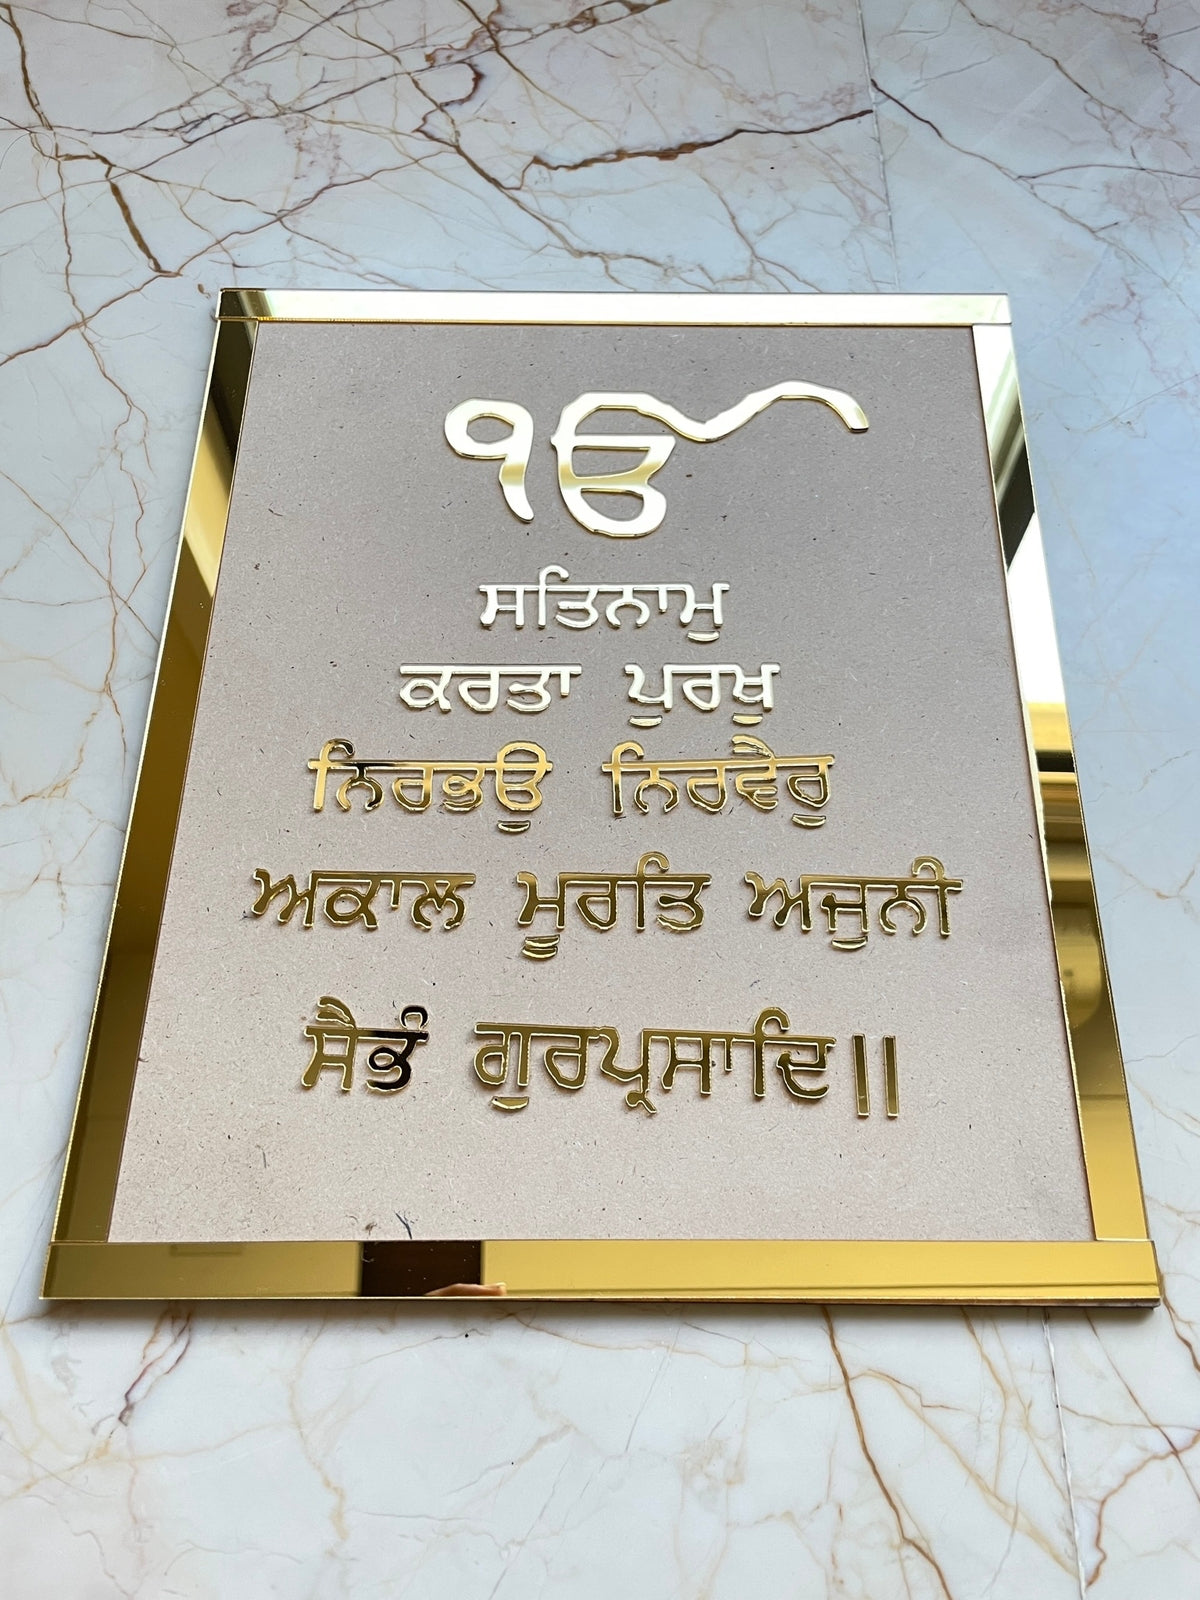 ੴ
ਸਤਿਨਾਮੁ
ਕਰਤਾ ਪੁਰਖੁ
ਨਿਰਭਉ ਨਿਰਵੈਰੁ
ਅਕਾਲ ਮੂਰਤਿ ਅਜੁਨੀ
ਸੈਭੰ ਗੁਰਪ੍ਰਸਾਦਿ॥